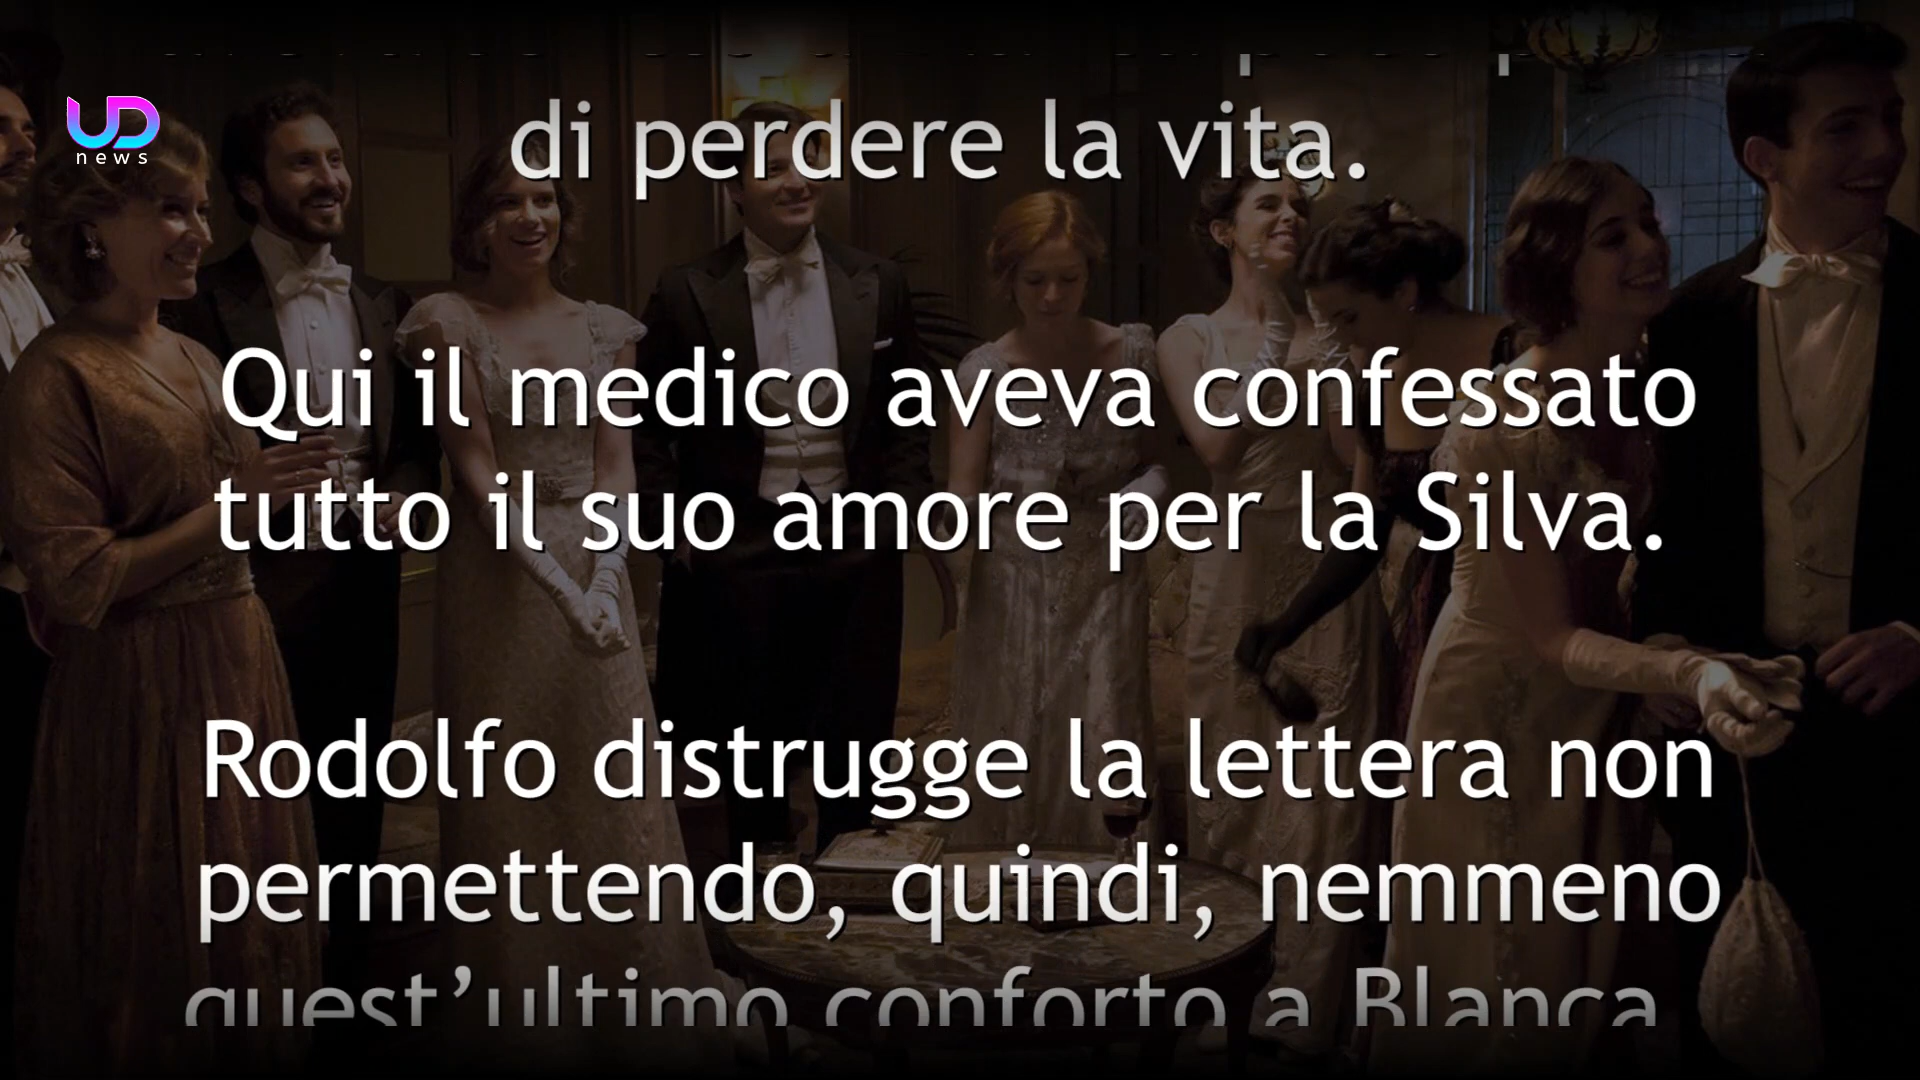 UD
news
di perdere la vita.
Qui il medico aveva confessato
tutto il suo amore per la Silva.
Rodolfo distrugge la lettera non
permettendo, quindi, nemmeno
quest’ultimo conforto a Blanca